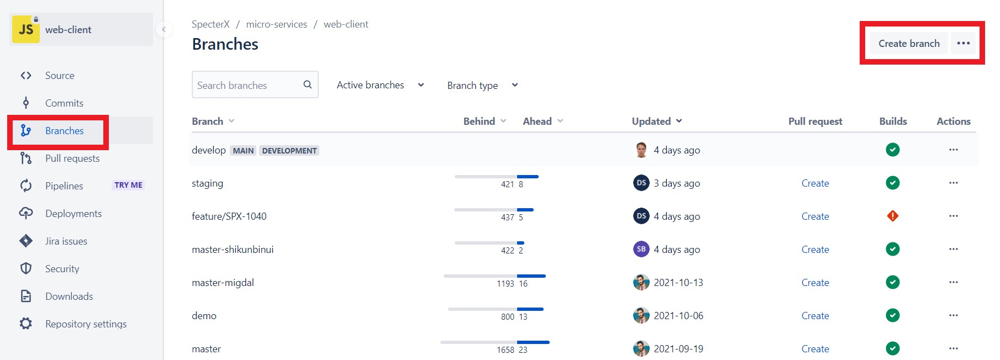 JS web-client
Source
Commits
Branches
Pull requests
Pipelines TRY ME
Deployments
Jira issues
Security
Downloads
Repository settings
SpecterX / micro-services / web-client
Branches
Create branch
Search branches Active branches Branch type
Branch Behind Ahead Updated Pull request Builds Actions
develop MAIN DEVELOPMENT 4 days ago
staging 421 8 DS 3 days ago Create
feature/SPX-1040 437 5 DS 4 days ago Create
master-shikunbinui 422 2 SB 4 days ago Create
master-migdal 1193 16 2021-10-13 Create
demo 800 13 2021-10-06 Create
master 1658 23 2021-09-19 Create